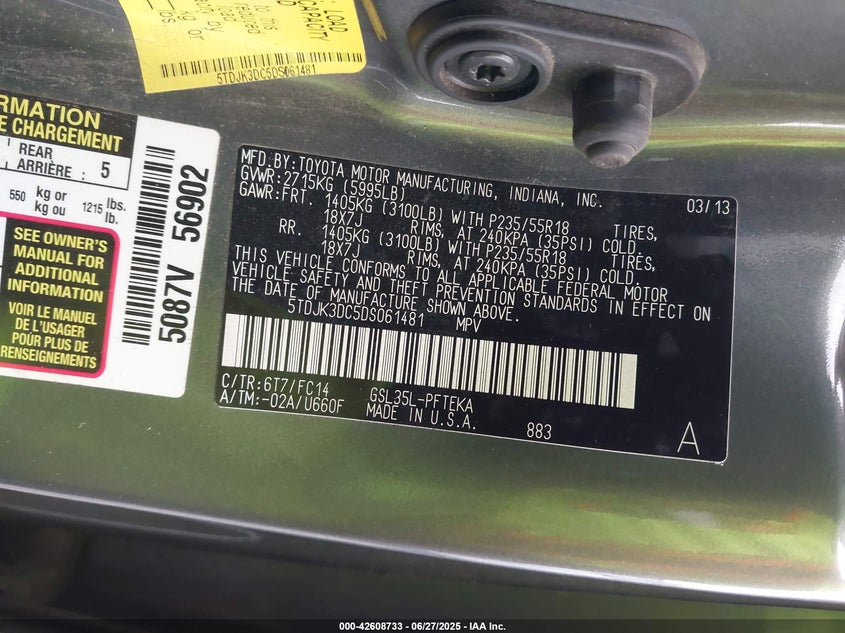 LOAD
CAPACITY
5TDJK3DC5DS061481
CHARGEMENT
REAR
ARRIÈRE : 5
550 kg or
kg ou 1215 lbs.
lb.
SEE OWNER'S
MANUAL FOR
ADDITIONAL
INFORMATION
VOIR LE MANUEL
DE L'USAGER
POUR PLUS DE
RENSEIGNEMENTS
5087V 56902
MFD.BY:TOYOTA MOTOR MANUFACTURING, INDIANA, INC. 03/13
GVWR:2715KG (5995LB)
GAWR:FRT. 1405KG (3100LB) WITH P235/55R18 TIRES,
18X7J RIMS, AT 240KPA (35PSI) COLD.
RR. 1405KG (3100LB) WITH P235/55R18 TIRES,
18X7J RIMS, AT 240KPA (35PSI) COLD.
THIS VEHICLE CONFORMS TO ALL APPLICABLE FEDERAL MOTOR
VEHICLE SAFETY AND THEFT PREVENTION STANDARDS IN EFFECT ON
THE DATE OF MANUFACTURE SHOWN ABOVE.
5TDJK3DC5DS061481 MPV
C/TR:6T7/FC14 GSL35L-PFTEKA
A/TM:-02A/U660F MADE IN U.S.A.
883 A
000-42608733 - 06/27/2025 - IAA Inc.